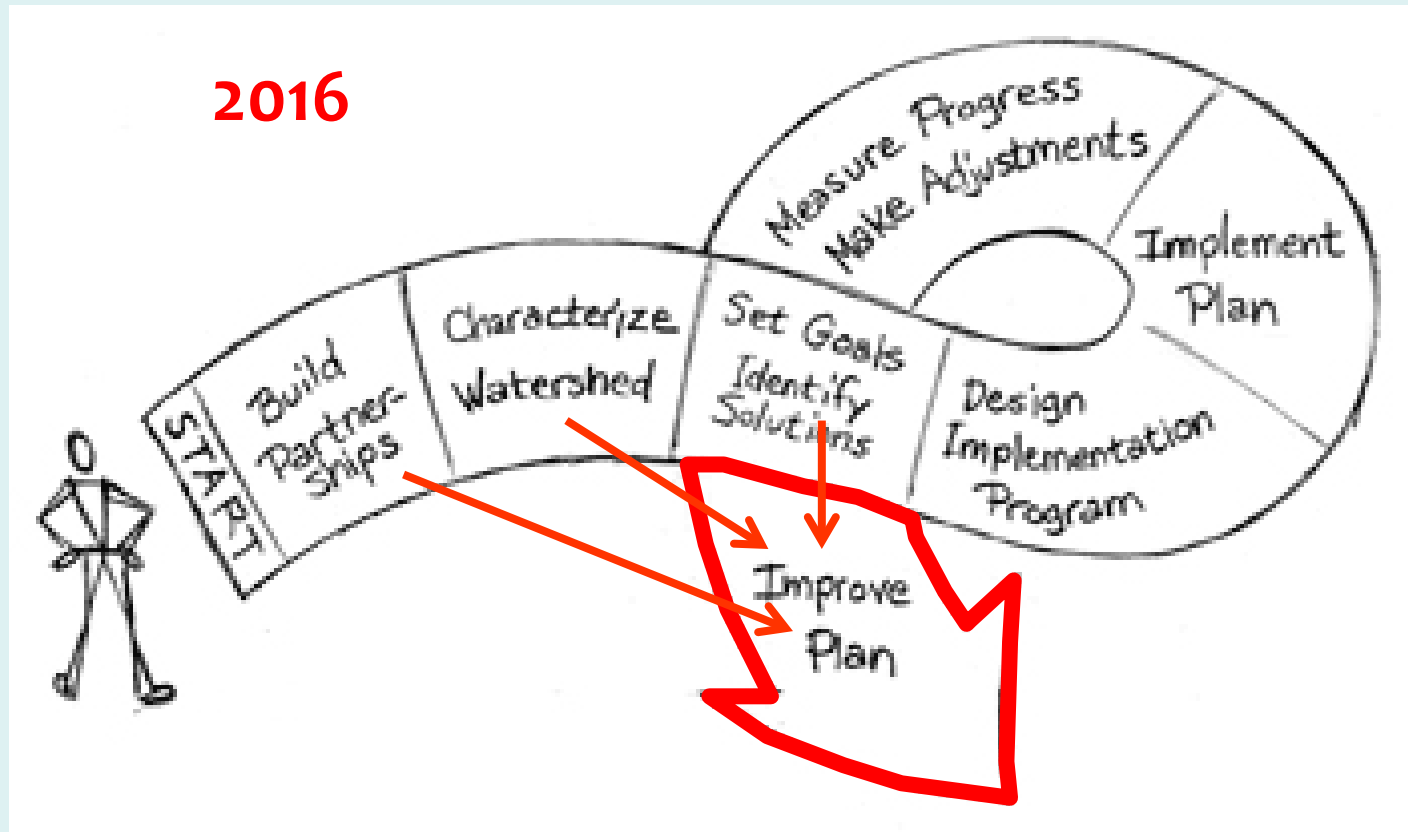 2016
START
Build
Partner-
ships
Characterize
Watershed
Set Goals
Identify
Solutions
Design
Implementation
Program
Implement
Plan
Measure Progress
Make Adjustments
Improve
Plan